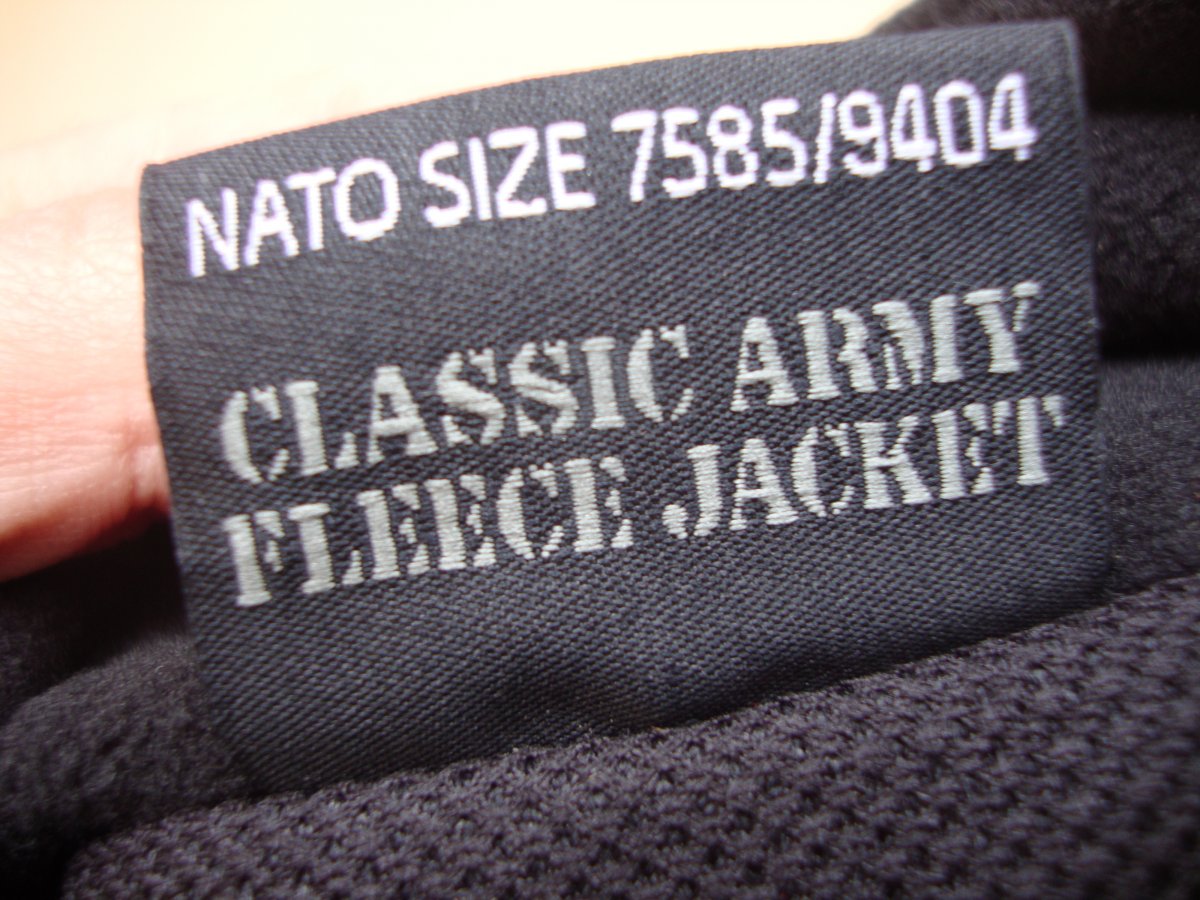 NATO SIZE 7585/9404
CLASSIC ARMY
FLEECE JACKET